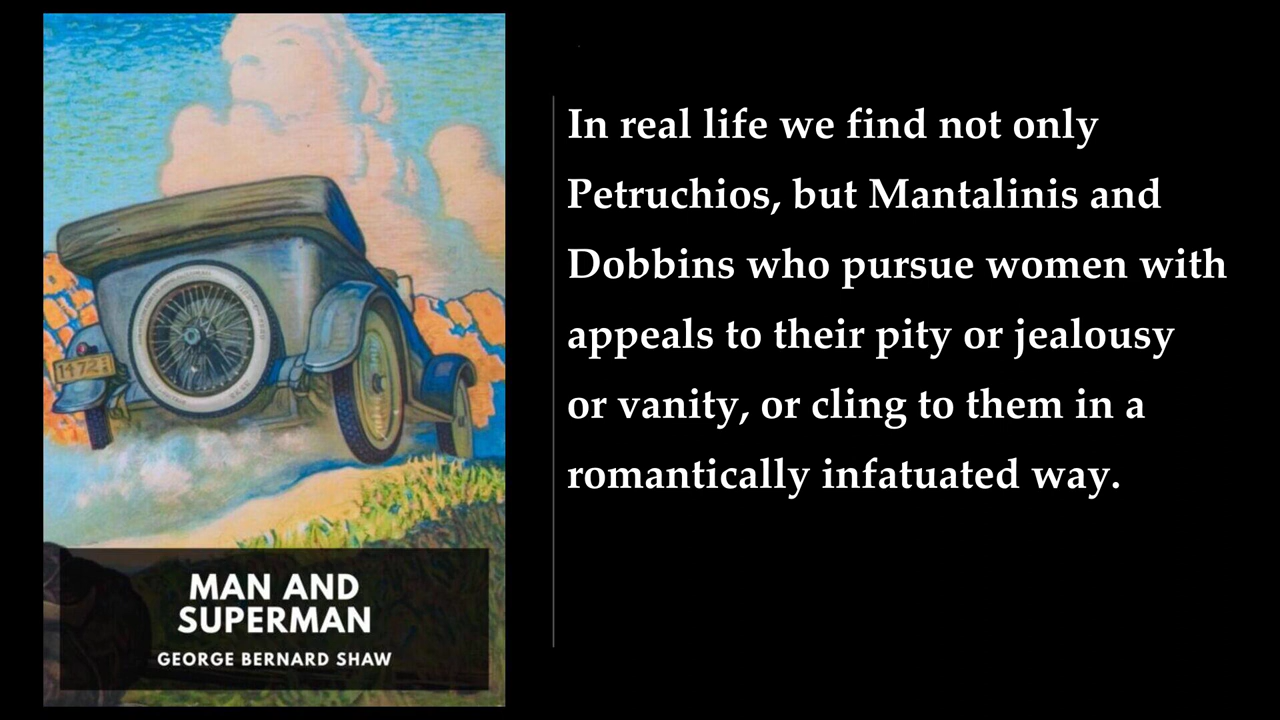 In real life we find not only
Petruchios, but Mantalinis and
Dobbins who pursue women with
appeals to their pity or jealousy
or vanity, or cling to them in a
romantically infatuated way.
1472
MAN AND
SUPERMAN
GEORGE BERNARD SHAW